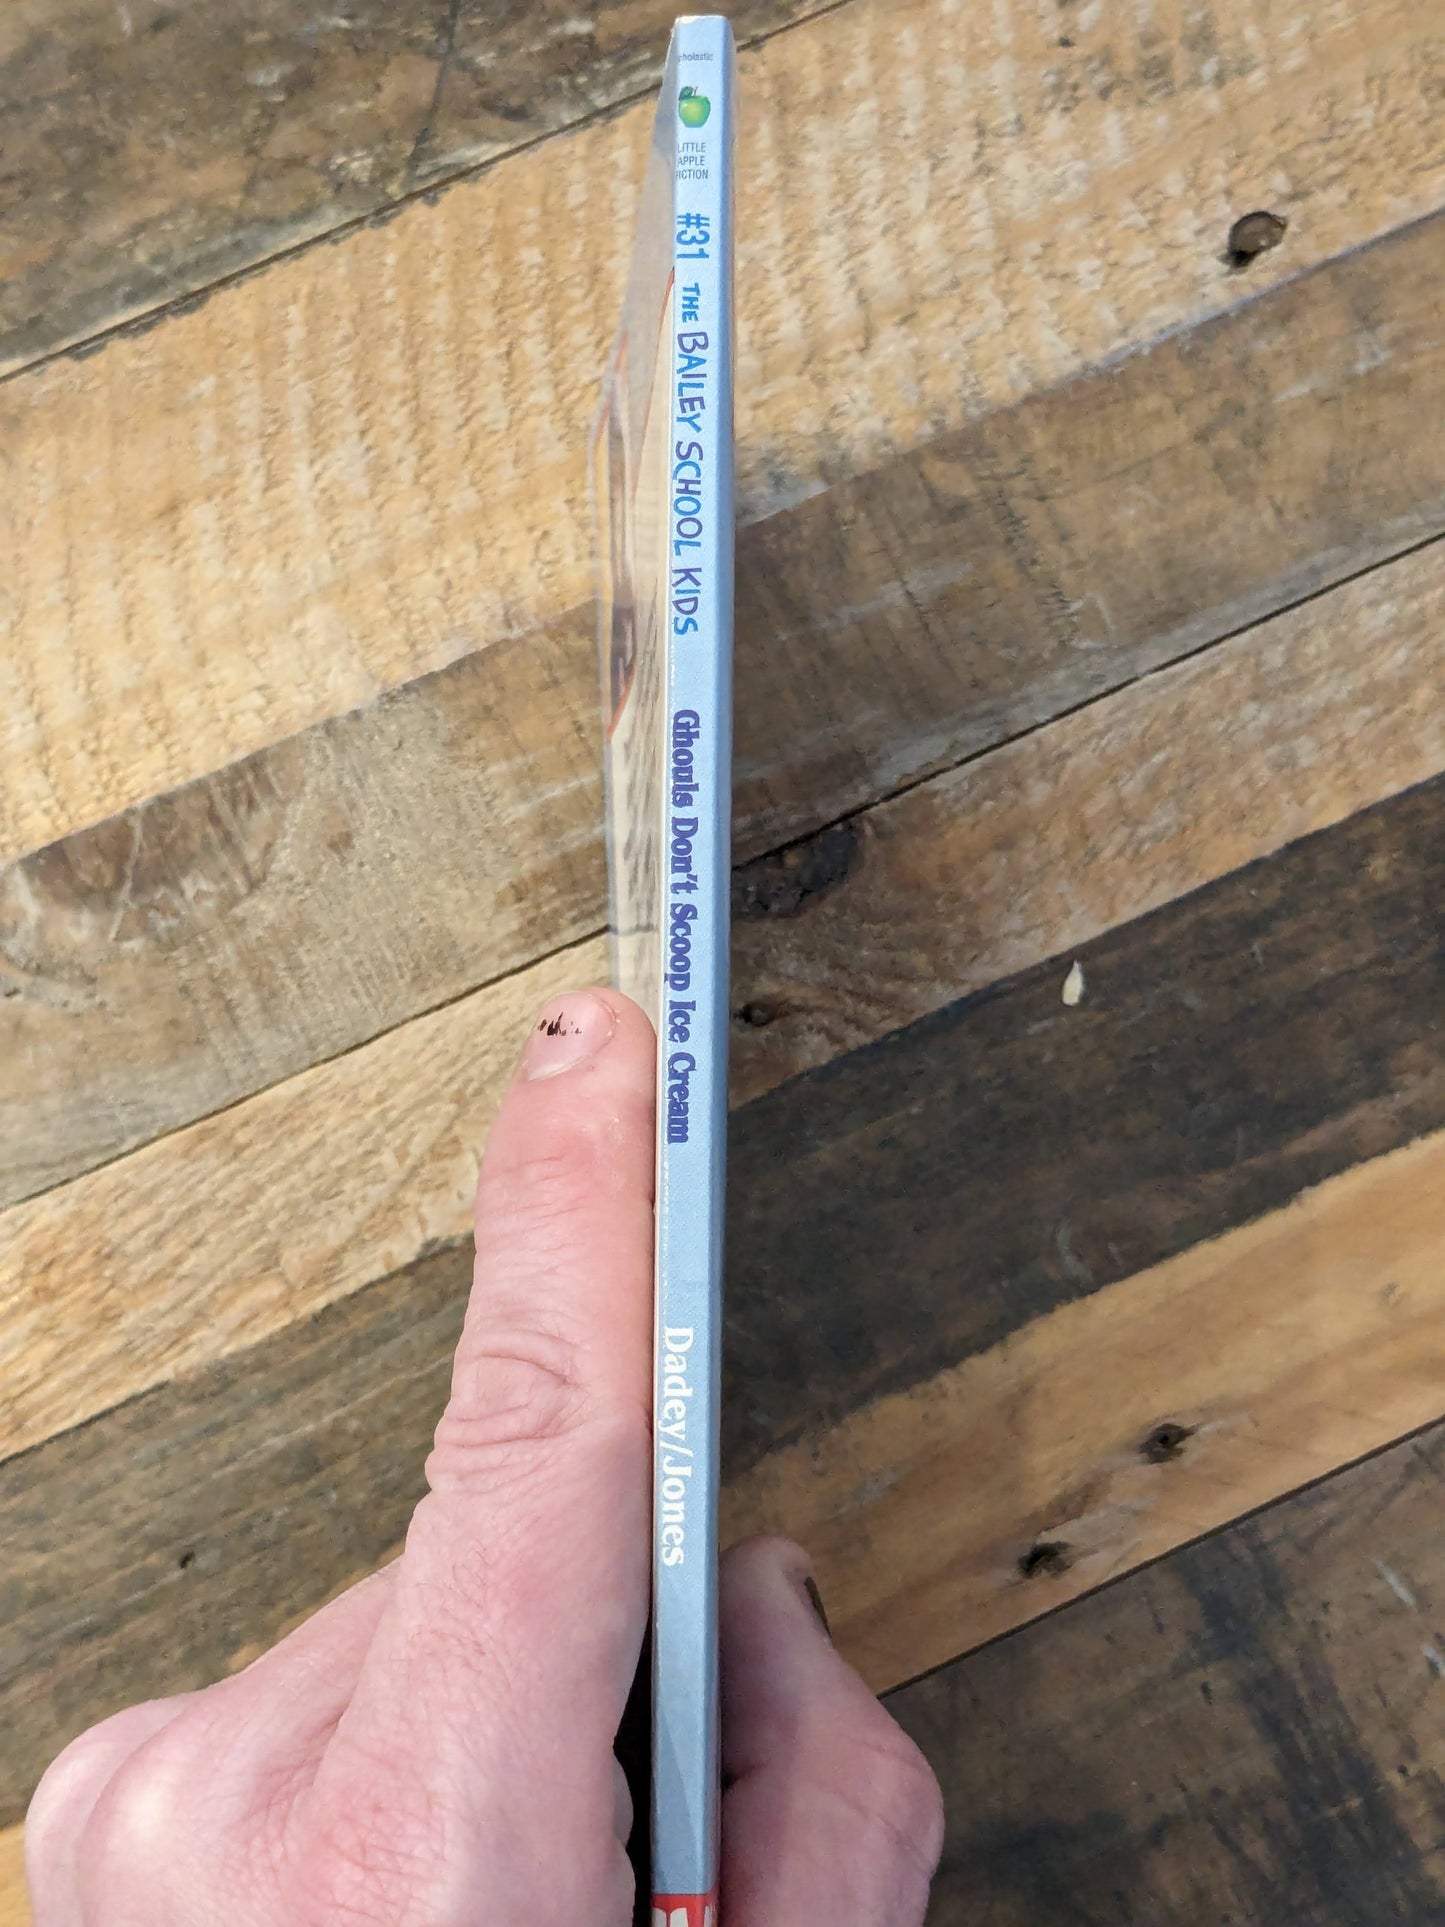 Scholastic
LITTLE
APPLE
FICTION
#31 THE BAILEY SCHOOL KIDS
Ghouls Don't Scoop Ice Cream
Dadey/Jones